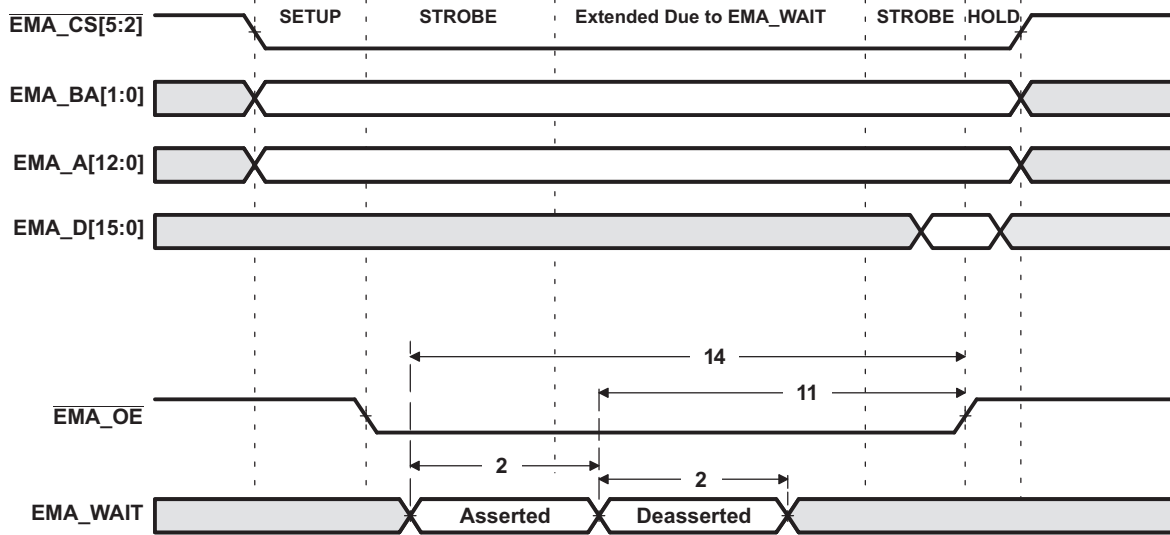 SETUP STROBE Extended Due to EMA_WAIT STROBE HOLD
EMA_CS[5:2]
EMA_BA[1:0]
EMA_A[12:0]
EMA_D[15:0]
14
11
EMA_OE
2
2
EMA_WAIT Asserted Deasserted